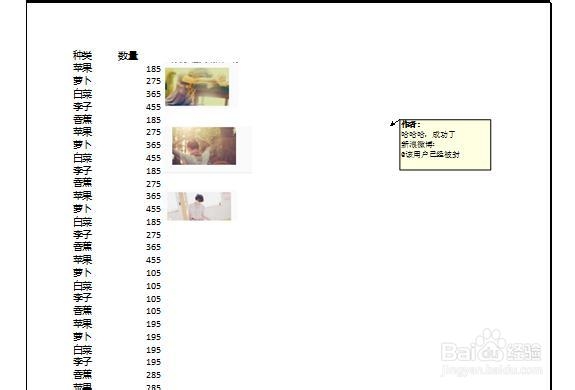 种类 数量
苹果 185
萝卜 275
白菜 365
李子 455
香蕉 185
苹果 275
萝卜 365
白菜 455
李子 185
香蕉 275
苹果 365
萝卜 455
白菜 185
李子 275
香蕉 365
苹果 455
萝卜 105
白菜 105
李子 105
香蕉 105
苹果 195
萝卜 195
白菜 195
李子 195
香蕉 285
苹果 285
作者:
哈哈哈，成功了
新浪微博:
@该用户已经被封
Baidu 经验
jingyan.baidu.com